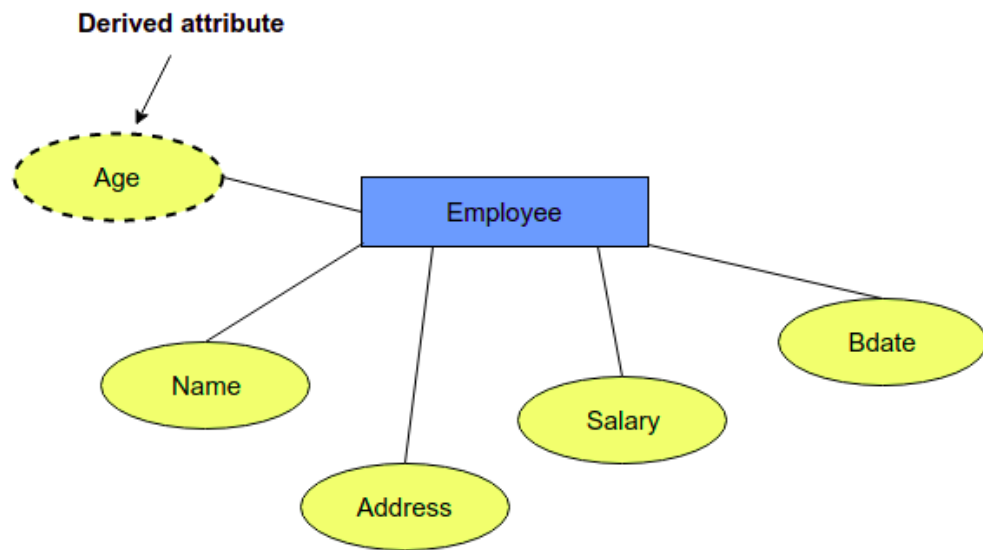 Derived attribute
Age
Employee
Name
Bdate
Salary
Address